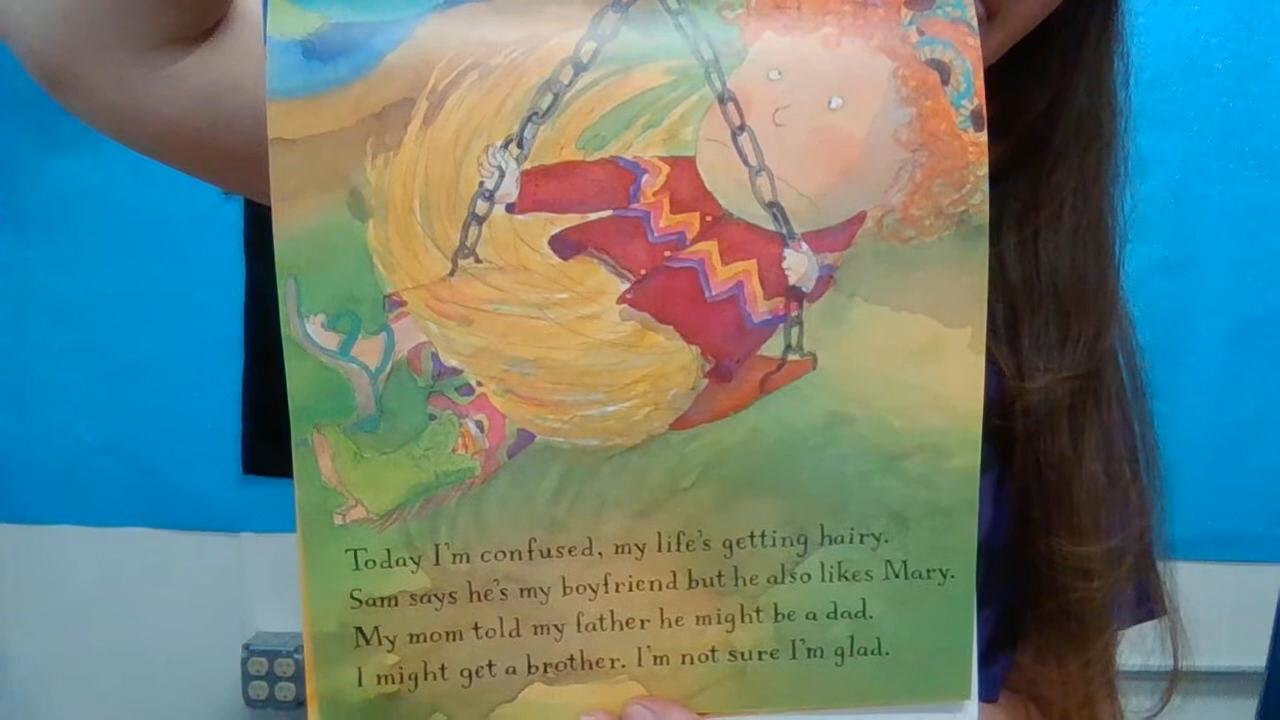 Today I'm confused, my life's getting hairy.
Sam says he's my boyfriend but he also likes Mary.
My mom told my father he might be a dad.
I might get a brother. I'm not sure I'm glad.